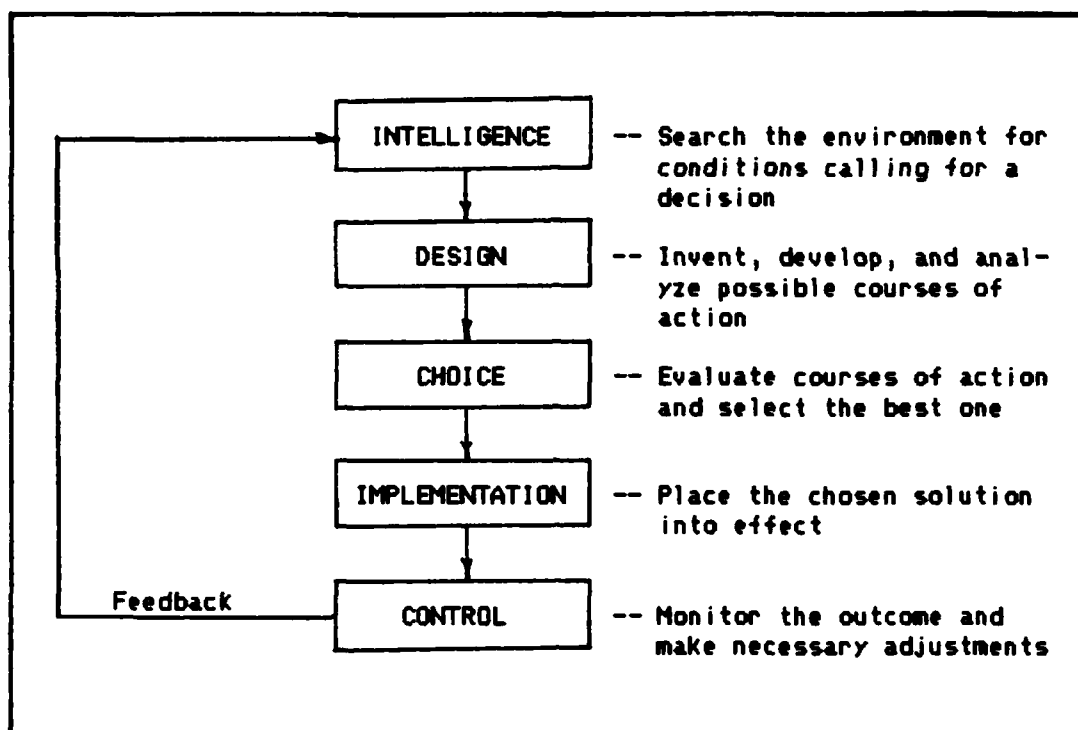 INTELLIGENCE
-- Search the environment for
conditions calling for a
decision
DESIGN
-- Invent, develop, and anal-
yze possible courses of
action
CHOICE
-- Evaluate courses of action
and select the best one
IMPLEMENTATION
-- Place the chosen solution
into effect
Feedback
CONTROL
-- Monitor the outcome and
make necessary adjustments